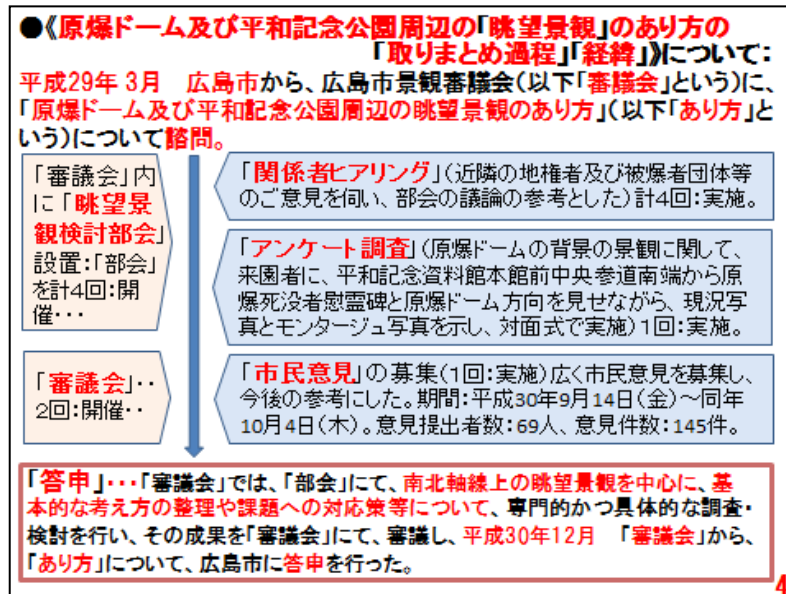 ●《原爆ドーム及び平和記念公園周辺の「眺望景観」のあり方の
「取りまとめ過程」「経緯」》について：
平成29年3月　広島市から、広島市景観審議会(以下「審議会」という)に、
「原爆ドーム及び平和記念公園周辺の眺望景観のあり方」(以下「あり方」と
いう)について諮問。
「審議会」内
に「眺望景
観検討部会」
設置：「部会」
を計4回：開
催・・・
「関係者ヒアリング」(近隣の地権者及び被爆者団体等
のご意見を伺い、部会の議論の参考とした)計4回：実施。
「アンケート調査」(原爆ドームの背景の景観に関して、
来園者に、平和記念資料館本館前中央参道南端から原
爆死没者慰霊碑と原爆ドーム方向を見せながら、現況写
真とモンタージュ写真を示し、対面式で実施)1回：実施。
「審議会」・・
2回：開催・・
「市民意見」の募集(1回：実施)広く市民意見を募集し、
今後の参考にした。期間：平成30年9月14日(金)～同年
10月4日(木)。意見提出者数：69人、意見件数：145件。
「答申」・・・「審議会」では、「部会」にて、南北軸線上の眺望景観を中心に、基
本的な考え方の整理や課題への対応策等について、専門的かつ具体的な調査・
検討を行い、その成果を「審議会」にて、審議し、平成30年12月　「審議会」から、
「あり方」について、広島市に答申を行った。
4